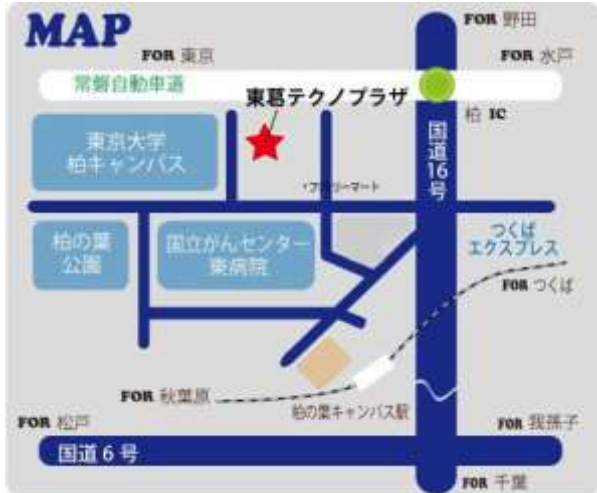 MAP
FOR 野田
FOR 東京
FOR 水戸
常磐自動車道
東葛テクノプラザ
柏 IC
東京大学
柏キャンパス
国道16号
ファミリーマート
柏の葉
公園
国立がんセンター
東病院
つくば
エクスプレス
FOR つくば
FOR 秋葉原
柏の葉キャンパス駅
FOR 松戸
FOR 我孫子
国道6号
FOR 千葉